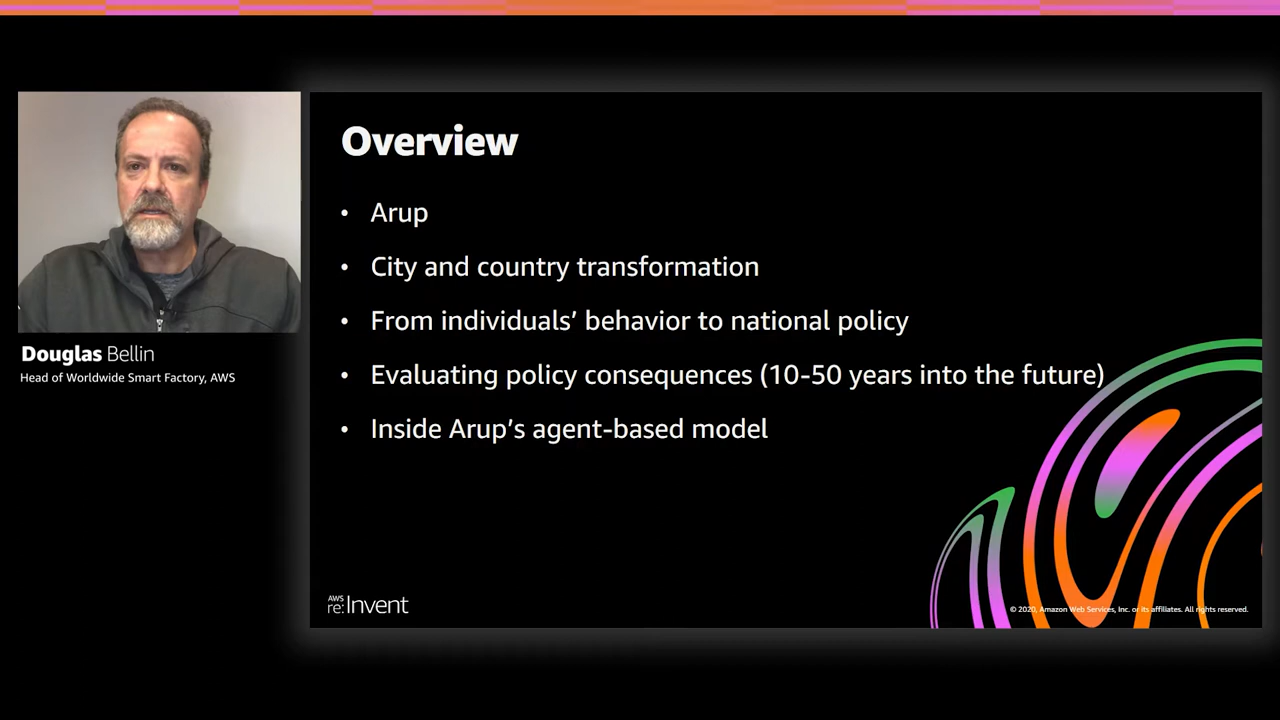 Overview
• Arup
• City and country transformation
• From individuals’ behavior to national policy
• Evaluating policy consequences (10-50 years into the future)
• Inside Arup’s agent-based model
Douglas Bellin
Head of Worldwide Smart Factory, AWS
AWS
re:Invent
© 2020, Amazon Web Services, Inc. or its affiliates. All rights reserved.